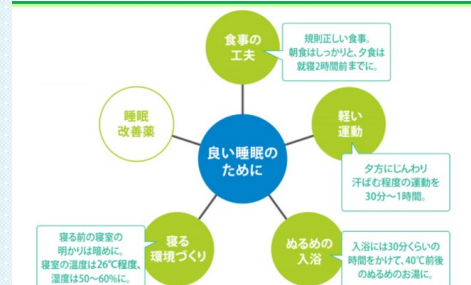 食事の
工夫
規則正しい食事。
朝食はしっかりと、夕食は
就寝2時間前までに。
睡眠
改善薬
軽い
運動
良い睡眠の
ために
夕方にじんわり
汗ばむ程度の運動を
30分〜1時間。
寝る前の寝室の
明かりは暗めに。
寝室の温度は26℃程度、
湿度は50〜60%に。
寝る
環境づくり
ぬるめの
入浴
入浴には30分くらいの
時間をかけて、40℃前後
のぬるめのお湯に。